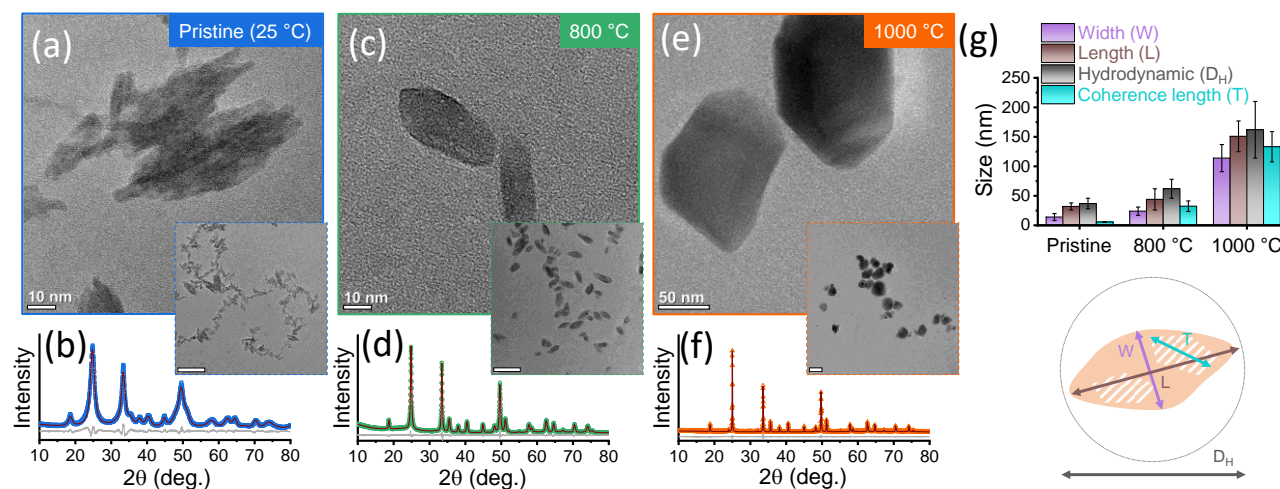 (a)
Pristine (25 °C)
10 nm
(b)
Intensity
10 20 30 40 50 60 70 80
2θ (deg.)
(c)
800 °C
10 nm
(d)
Intensity
10 20 30 40 50 60 70 80
2θ (deg.)
(e)
1000 °C
50 nm
(f)
Intensity
10 20 30 40 50 60 70 80
2θ (deg.)
(g)
Width (W)
Length (L)
Hydrodynamic (D_H)
Coherence length (T)
250
200
150
100
50
0
Size (nm)
Pristine 800 °C 1000 °C
W
T
L
D_H